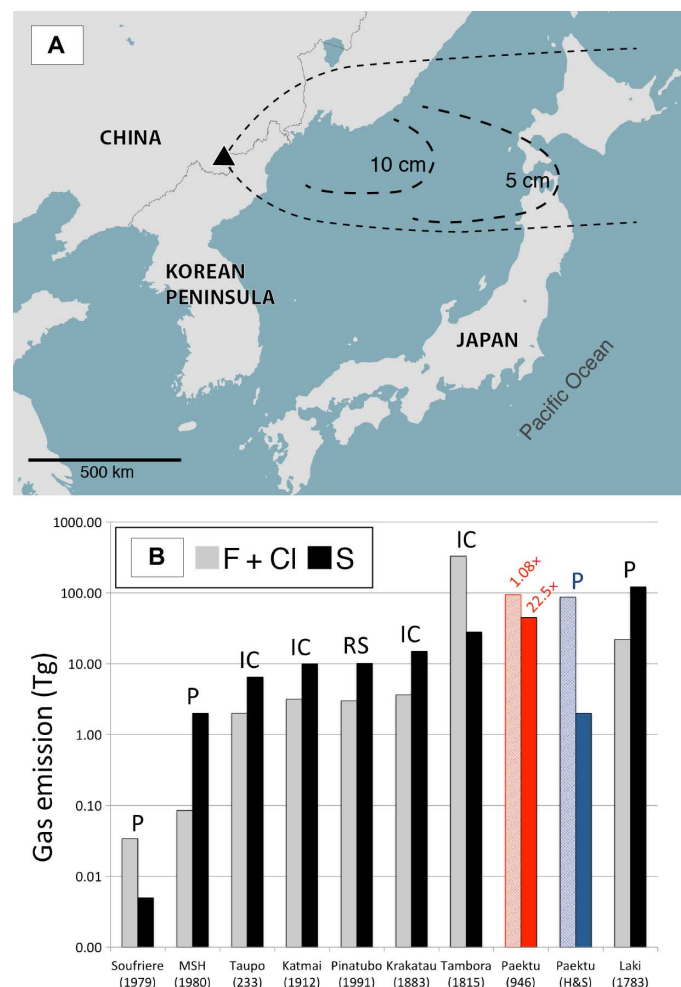 A
CHINA
10 cm
5 cm
KOREAN
PENINSULA
JAPAN
Pacific Ocean
500 km
B
F + Cl
S
Gas emission (Tg)
1000.00
100.00
10.00
1.00
0.10
0.01
0.00
P
P
IC
IC
RS
IC
IC
1.08×
22.5×
P
P
Soufriere
(1979)
MSH
(1980)
Taupo
(233)
Katmai
(1912)
Pinatubo
(1991)
Krakatau
(1883)
Tambora
(1815)
Paektu
(946)
Paektu
(H&S)
Laki
(1783)